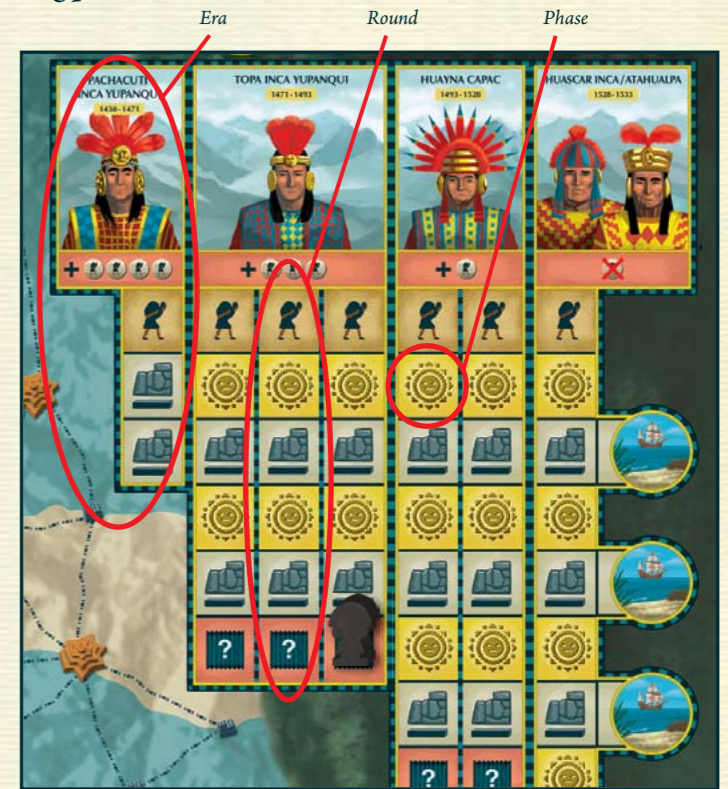 Era
Round
Phase
PACHACUTI
INCA YUPANQUI
1438-1471
TOPA INCA YUPANQUI
1471-1493
HUAYNA CAPAC
1493-1528
HUASCAR INCA/ATAHUALPA
1528-1533
+
+
+
?
?
?
?